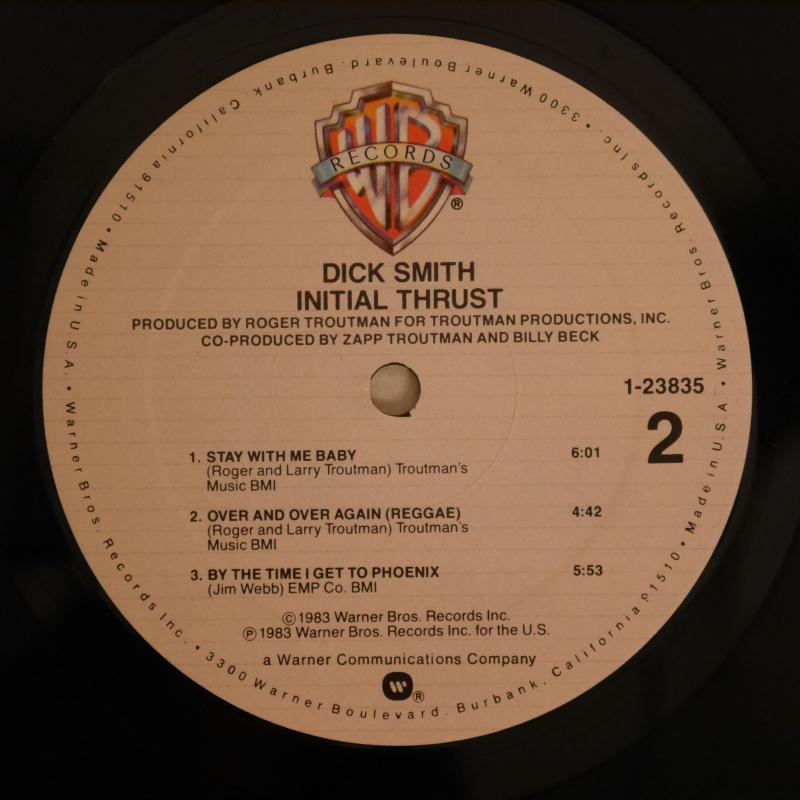 WB
RECORDS
®
DICK SMITH
INITIAL THRUST
PRODUCED BY ROGER TROUTMAN FOR TROUTMAN PRODUCTIONS, INC.
CO-PRODUCED BY ZAPP TROUTMAN AND BILLY BECK
1-23835
2
1. STAY WITH ME BABY 6:01
(Roger and Larry Troutman) Troutman's
Music BMI
2. OVER AND OVER AGAIN (REGGAE) 4:42
(Roger and Larry Troutman) Troutman's
Music BMI
3. BY THE TIME I GET TO PHOENIX 5:53
(Jim Webb) EMP Co. BMI
Ⓒ1983 Warner Bros. Records Inc.
Ⓟ1983 Warner Bros. Records Inc. for the U.S.
a Warner Communications Company
®
Warner Bros. Records Inc. • 3300 Warner Boulevard. Burbank. California 91510 • Made in U.S.A. •
Warner Bros. Records Inc. • 3300 Warner Boulevard. Burbank. California 91510 • Made in U.S.A. •